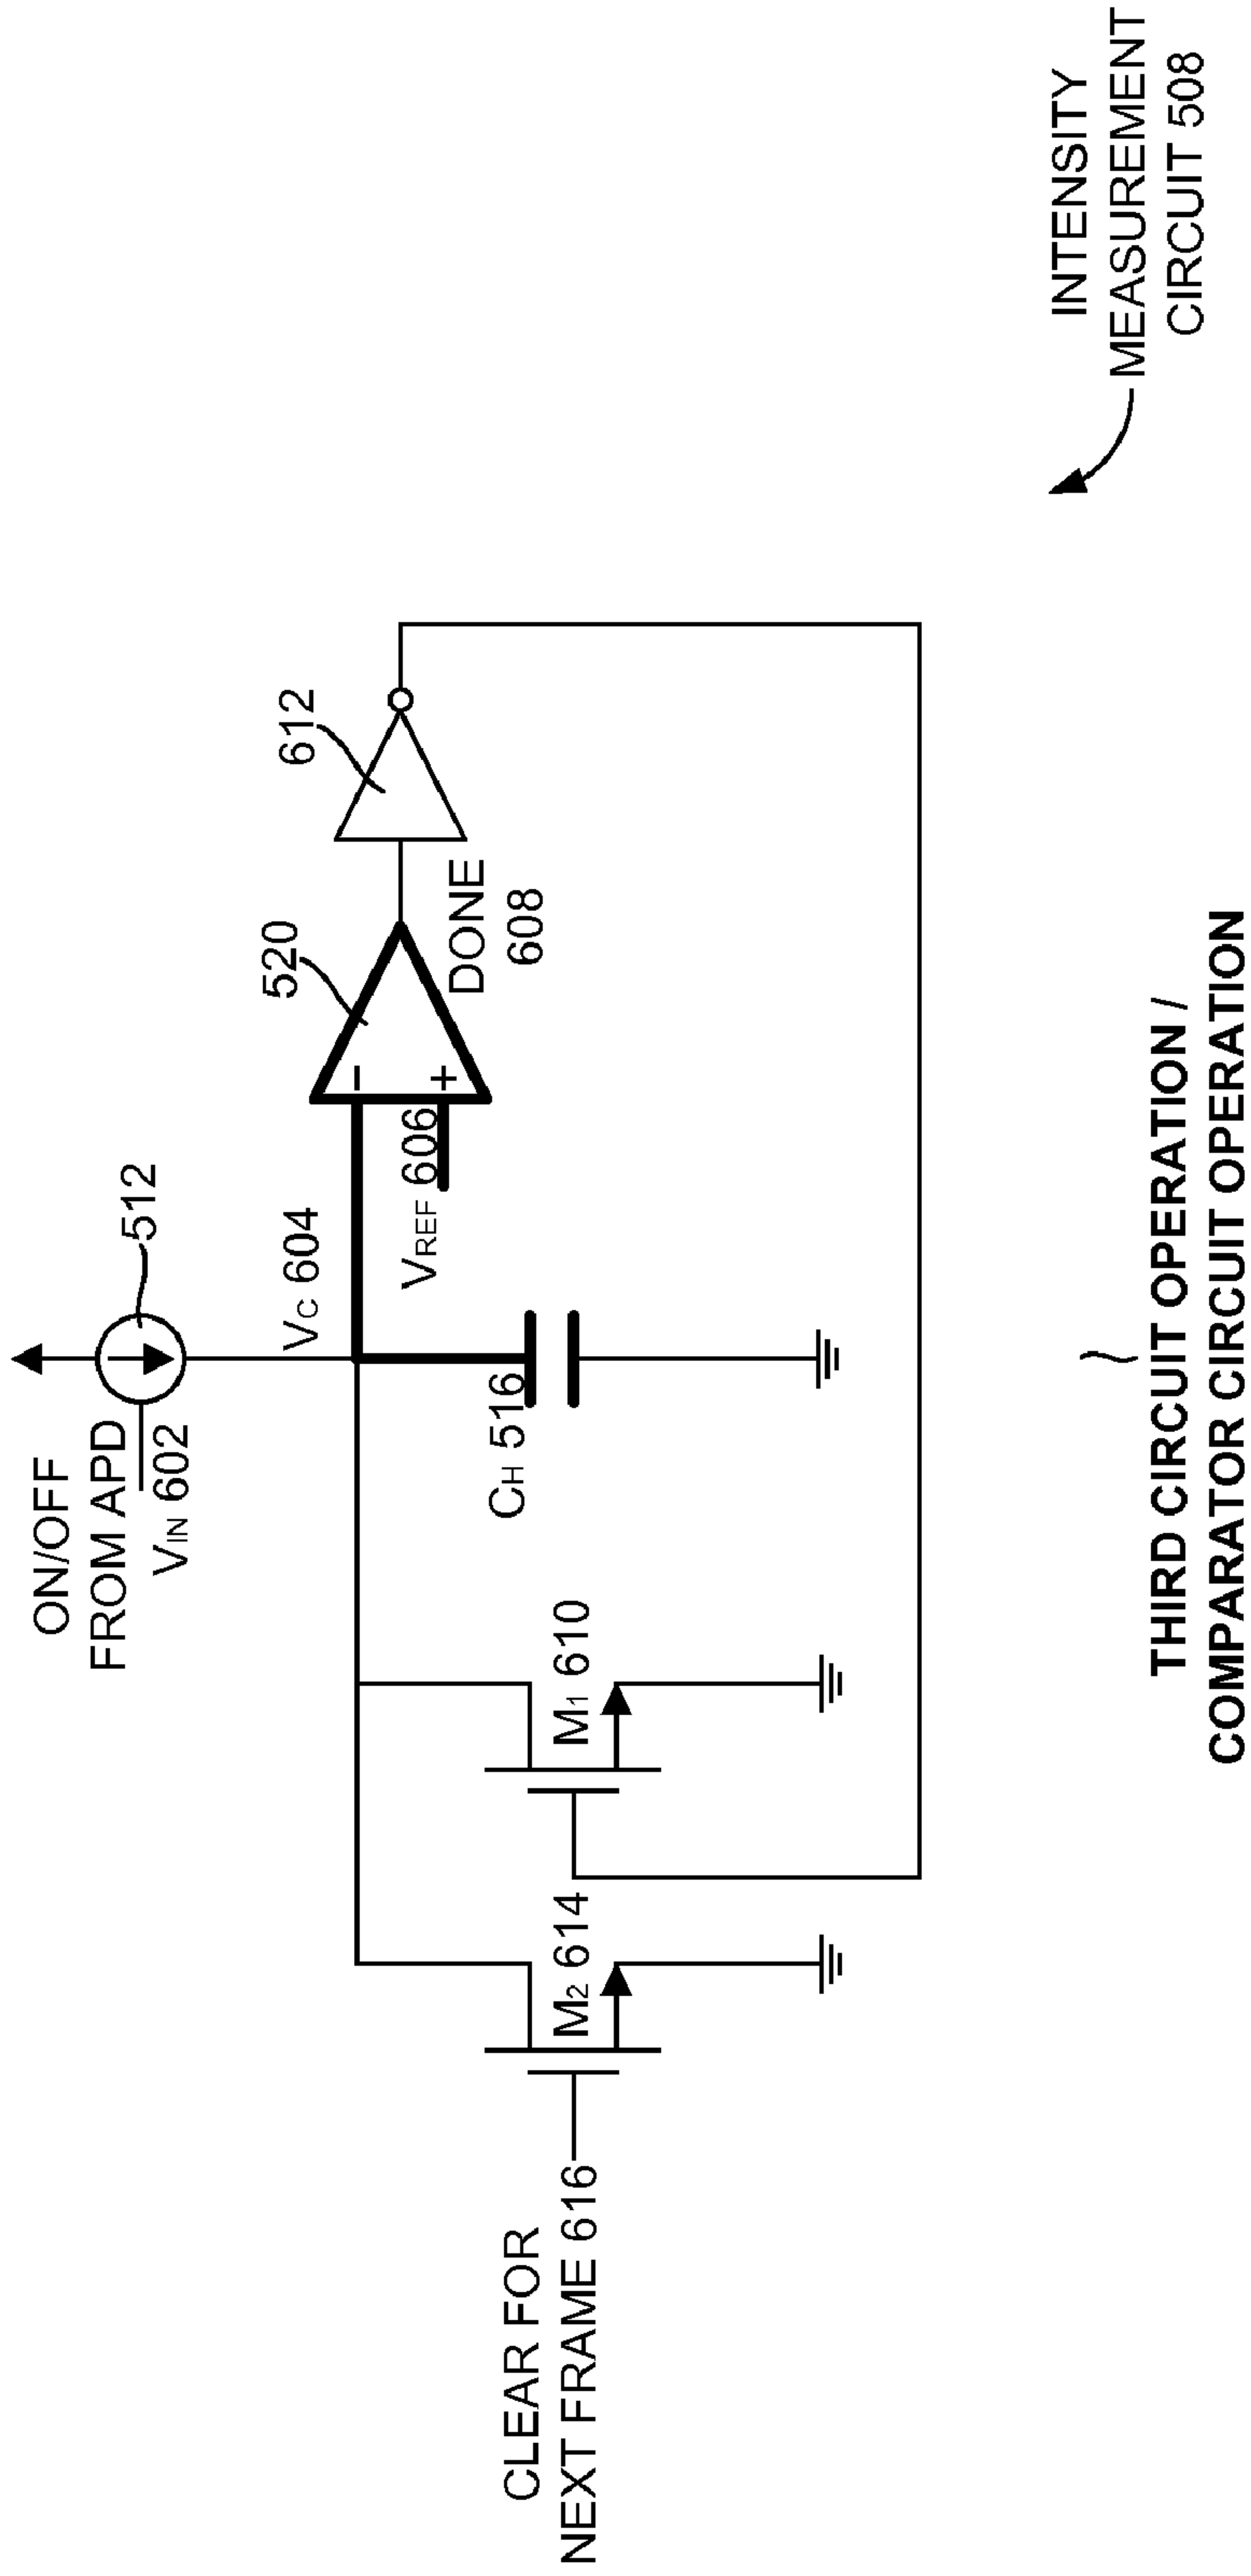 ON/OFF
FROM APD
VIN 602
512
VC 604
520
612
VREF 606
DONE
608
CH 516
M1 610
M2 614
CLEAR FOR
NEXT FRAME 616
−
+
INTENSITY
MEASUREMENT
CIRCUIT 508
THIRD CIRCUIT OPERATION /
COMPARATOR CIRCUIT OPERATION